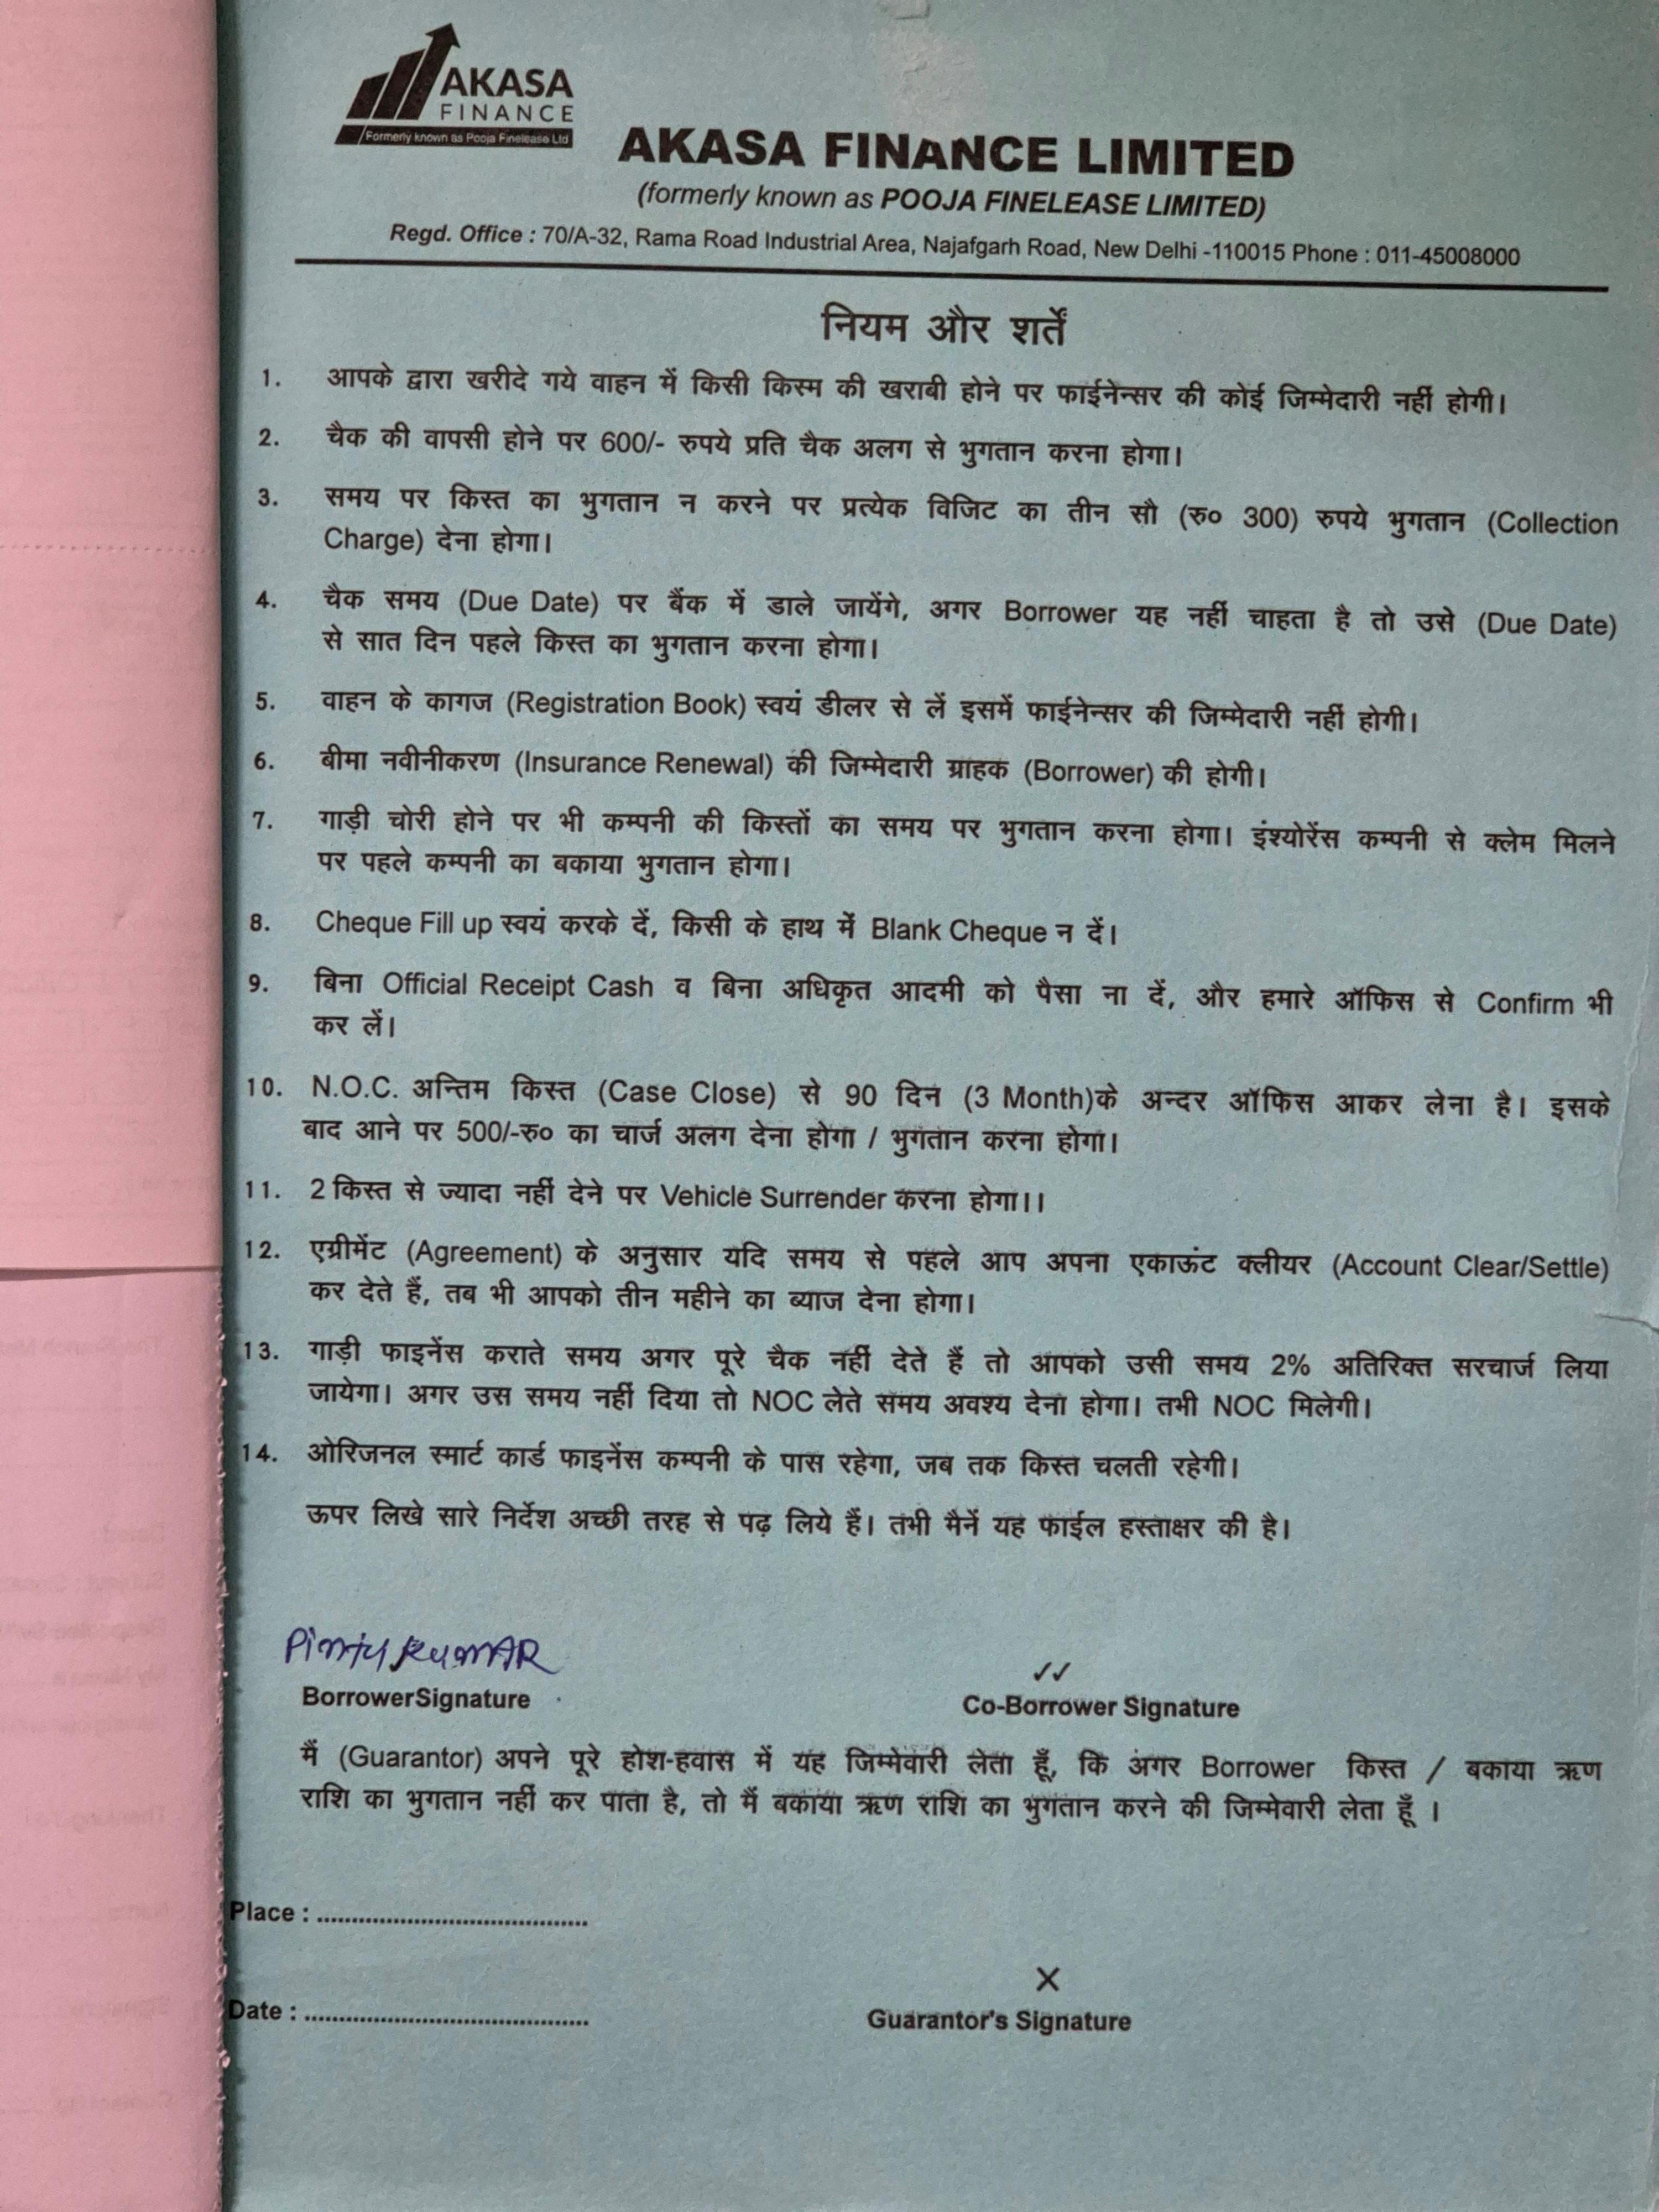 AKASA
FINANCE
Formerly known as Pooja Finelease Ltd
AKASA FINANCE LIMITED
(formerly known as POOJA FINELEASE LIMITED)
Regd. Office : 70/A-32, Rama Road Industrial Area, Najafgarh Road, New Delhi -110015 Phone : 011-45008000
नियम और शर्तें
1. आपके द्वारा खरीदे गये वाहन में किसी किस्म की खराबी होने पर फाईनेन्सर की कोई जिम्मेदारी नहीं होगी।
2. चैक की वापसी होने पर 600/- रुपये प्रति चैक अलग से भुगतान करना होगा।
3. समय पर किस्त का भुगतान न करने पर प्रत्येक विजिट का तीन सौ (रु० 300) रुपये भुगतान (Collection
Charge) देना होगा।
4. चैक समय (Due Date) पर बैंक में डाले जायेंगे, अगर Borrower यह नहीं चाहता है तो उसे (Due Date)
से सात दिन पहले किस्त का भुगतान करना होगा।
5. वाहन के कागज (Registration Book) स्वयं डीलर से लें इसमें फाईनेन्सर की जिम्मेदारी नहीं होगी।
6. बीमा नवीनीकरण (Insurance Renewal) की जिम्मेदारी ग्राहक (Borrower) की होगी।
7. गाड़ी चोरी होने पर भी कम्पनी की किस्तों का समय पर भुगतान करना होगा। इंश्योरेंस कम्पनी से क्लेम मिलने
पर पहले कम्पनी का बकाया भुगतान होगा।
8. Cheque Fill up स्वयं करके दें, किसी के हाथ में Blank Cheque न दें।
9. बिना Official Receipt Cash व बिना अधिकृत आदमी को पैसा ना दें, और हमारे ऑफिस से Confirm भी
कर लें।
10. N.O.C. अन्तिम किस्त (Case Close) से 90 दिन (3 Month)के अन्दर ऑफिस आकर लेना है। इसके
बाद आने पर 500/-रु० का चार्ज अलग देना होगा / भुगतान करना होगा।
11. 2 किस्त से ज्यादा नहीं देने पर Vehicle Surrender करना होगा।।
12. एग्रीमेंट (Agreement) के अनुसार यदि समय से पहले आप अपना एकाऊंट क्लीयर (Account Clear/Settle)
कर देते हैं, तब भी आपको तीन महीने का ब्याज देना होगा।
13. गाड़ी फाइनेंस कराते समय अगर पूरे चैक नहीं देते हैं तो आपको उसी समय 2% अतिरिक्त सरचार्ज लिया
जायेगा। अगर उस समय नहीं दिया तो NOC लेते समय अवश्य देना होगा। तभी NOC मिलेगी।
14. ओरिजनल स्मार्ट कार्ड फाइनेंस कम्पनी के पास रहेगा, जब तक किस्त चलती रहेगी।
ऊपर लिखे सारे निर्देश अच्छी तरह से पढ़ लिये हैं। तभी मैनें यह फाईल हस्ताक्षर की है।
Pintu KumAR
BorrowerSignature
✓✓
Co-Borrower Signature
मैं (Guarantor) अपने पूरे होश-हवास में यह जिम्मेवारी लेता हूँ, कि अगर Borrower किस्त / बकाया ऋण
राशि का भुगतान नहीं कर पाता है, तो मैं बकाया ऋण राशि का भुगतान करने की जिम्मेवारी लेता हूँ ।
Place : ........................................
X
Date : ..........................................
Guarantor's Signature